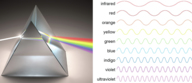 infrared
red
orange
yellow
green
blue
indigo
violet
ultraviolet